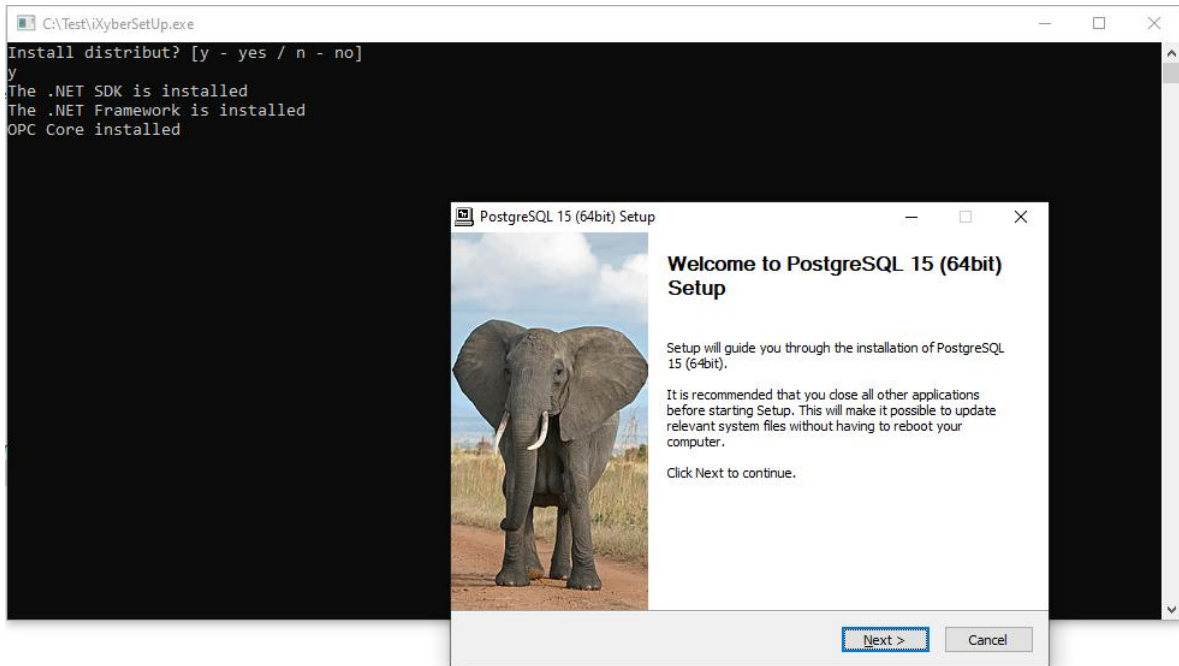 C:\Test\iXyberSetUp.exe
Install distribut? [y - yes / n - no]
y
The .NET SDK is installed
The .NET Framework is installed
OPC Core installed
PostgreSQL 15 (64bit) Setup
Welcome to PostgreSQL 15 (64bit)
Setup
Setup will guide you through the installation of PostgreSQL
15 (64bit).
It is recommended that you close all other applications
before starting Setup. This will make it possible to update
relevant system files without having to reboot your
computer.
Click Next to continue.
Next >
Cancel